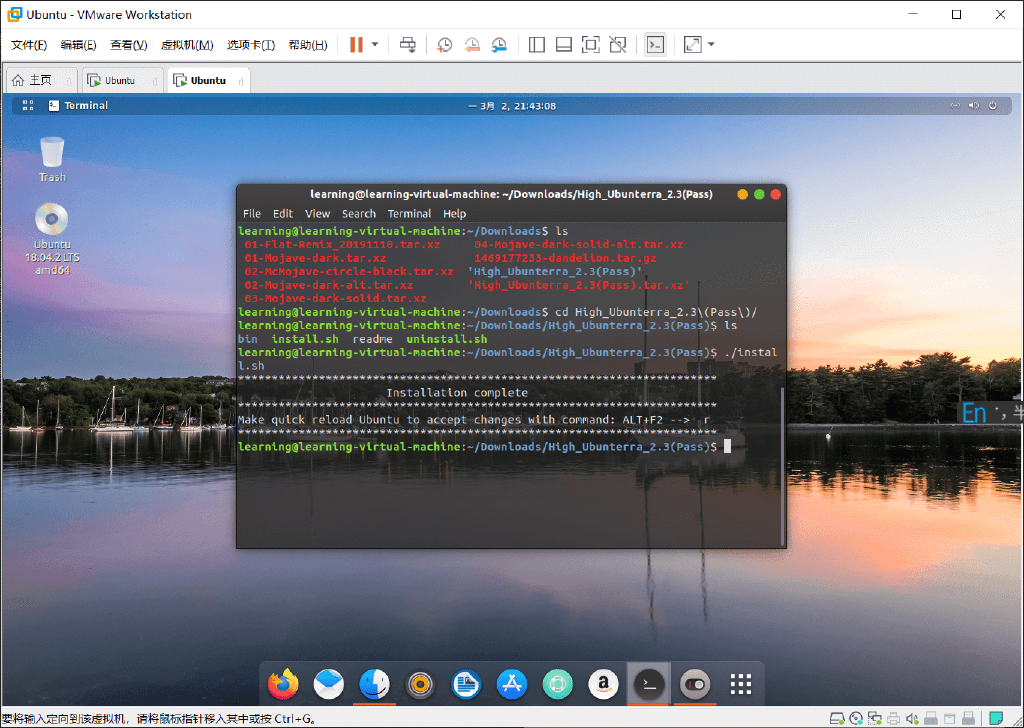 Ubuntu - VMware Workstation
文件(F) 编辑(E) 查看(V) 虚拟机(M) 选项卡(T) 帮助(H)
主页 Ubuntu Ubuntu
Terminal — 3月 2, 21:43:08
Trash
Ubuntu
18.04.2 LTS
amd64
learning@learning-virtual-machine: ~/Downloads/High_Ubunterra_2.3(Pass)
File Edit View Search Terminal Help
learning@learning-virtual-machine:~/Downloads$ ls
01-Flat-Remix_20191110.tar.xz 04-Mojave-dark-solid-alt.tar.xz
01-Mojave-dark.tar.xz 1469177233-dandelion.tar.gz
02-McMojave-circle-black.tar.xz 'High_Ubunterra_2.3(Pass)'
02-Mojave-dark-alt.tar.xz 'High_Ubunterra_2.3(Pass).tar.xz'
03-Mojave-dark-solid.tar.xz
learning@learning-virtual-machine:~/Downloads$ cd High_Ubunterra_2.3\(Pass\)/
learning@learning-virtual-machine:~/Downloads/High_Ubunterra_2.3(Pass)$ ls
bin install.sh readme uninstall.sh
learning@learning-virtual-machine:~/Downloads/High_Ubunterra_2.3(Pass)$ ./instal
l.sh
Installation complete
Make quick reload Ubuntu to accept changes with command: ALT+F2 --> r
learning@learning-virtual-machine:~/Downloads/High_Ubunterra_2.3(Pass)$
En ·, 半
要将输入定向到该虚拟机，请将鼠标指针移入其中或按 Ctrl+G。